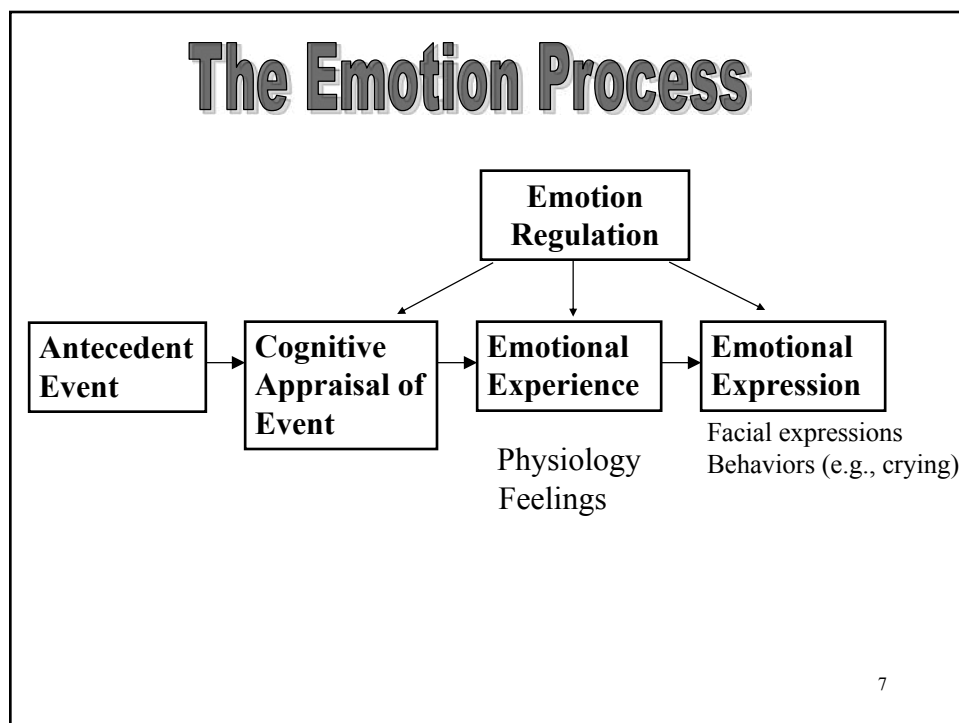 The Emotion Process
Emotion
Regulation
Antecedent
Event
Cognitive
Appraisal of
Event
Emotional
Experience
Emotional
Expression
Physiology
Feelings
Facial expressions
Behaviors (e.g., crying)
7